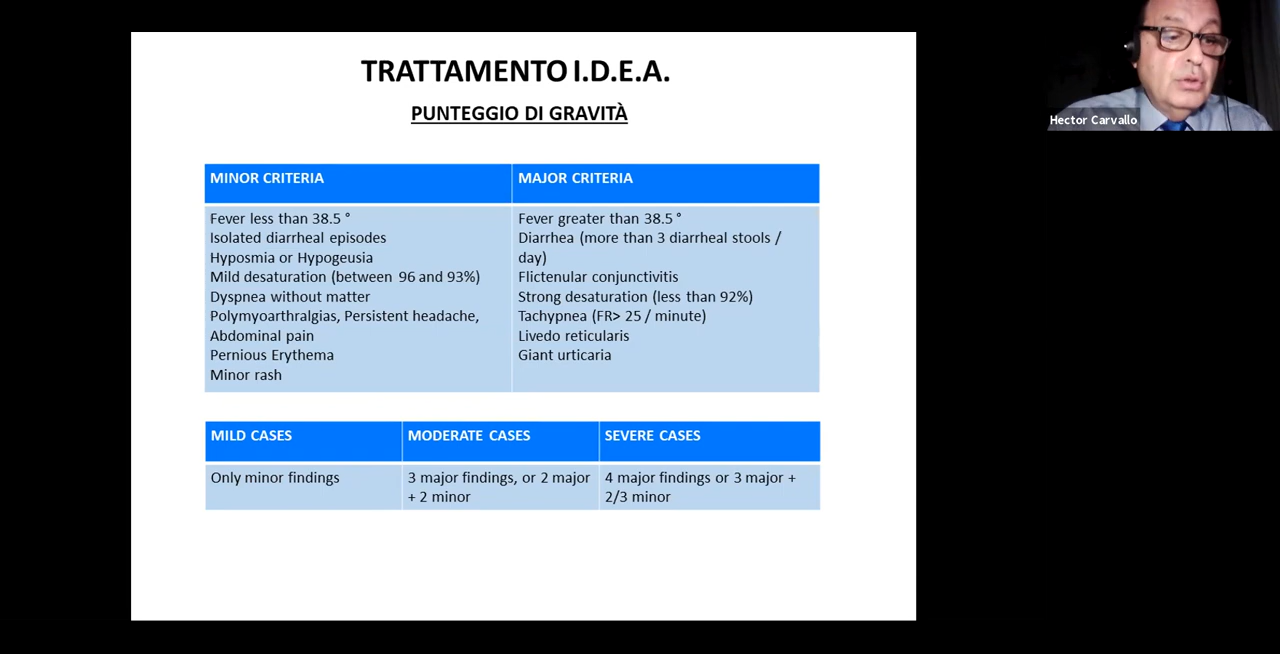 TRATTAMENTO I.D.E.A.
PUNTEGGIO DI GRAVITÀ
MINOR CRITERIA
Fever less than 38.5 °
Isolated diarrheal episodes
Hyposmia or Hypogeusia
Mild desaturation (between 96 and 93%)
Dyspnea without matter
Polymyoarthralgias, Persistent headache,
Abdominal pain
Pernious Erythema
Minor rash
MAJOR CRITERIA
Fever greater than 38.5 °
Diarrhea (more than 3 diarrheal stools /
day)
Flictenular conjunctivitis
Strong desaturation (less than 92%)
Tachypnea (FR> 25 / minute)
Livedo reticularis
Giant urticaria
MILD CASES
Only minor findings
MODERATE CASES
3 major findings, or 2 major
+ 2 minor
SEVERE CASES
4 major findings or 3 major +
2/3 minor
Hector Carvallo